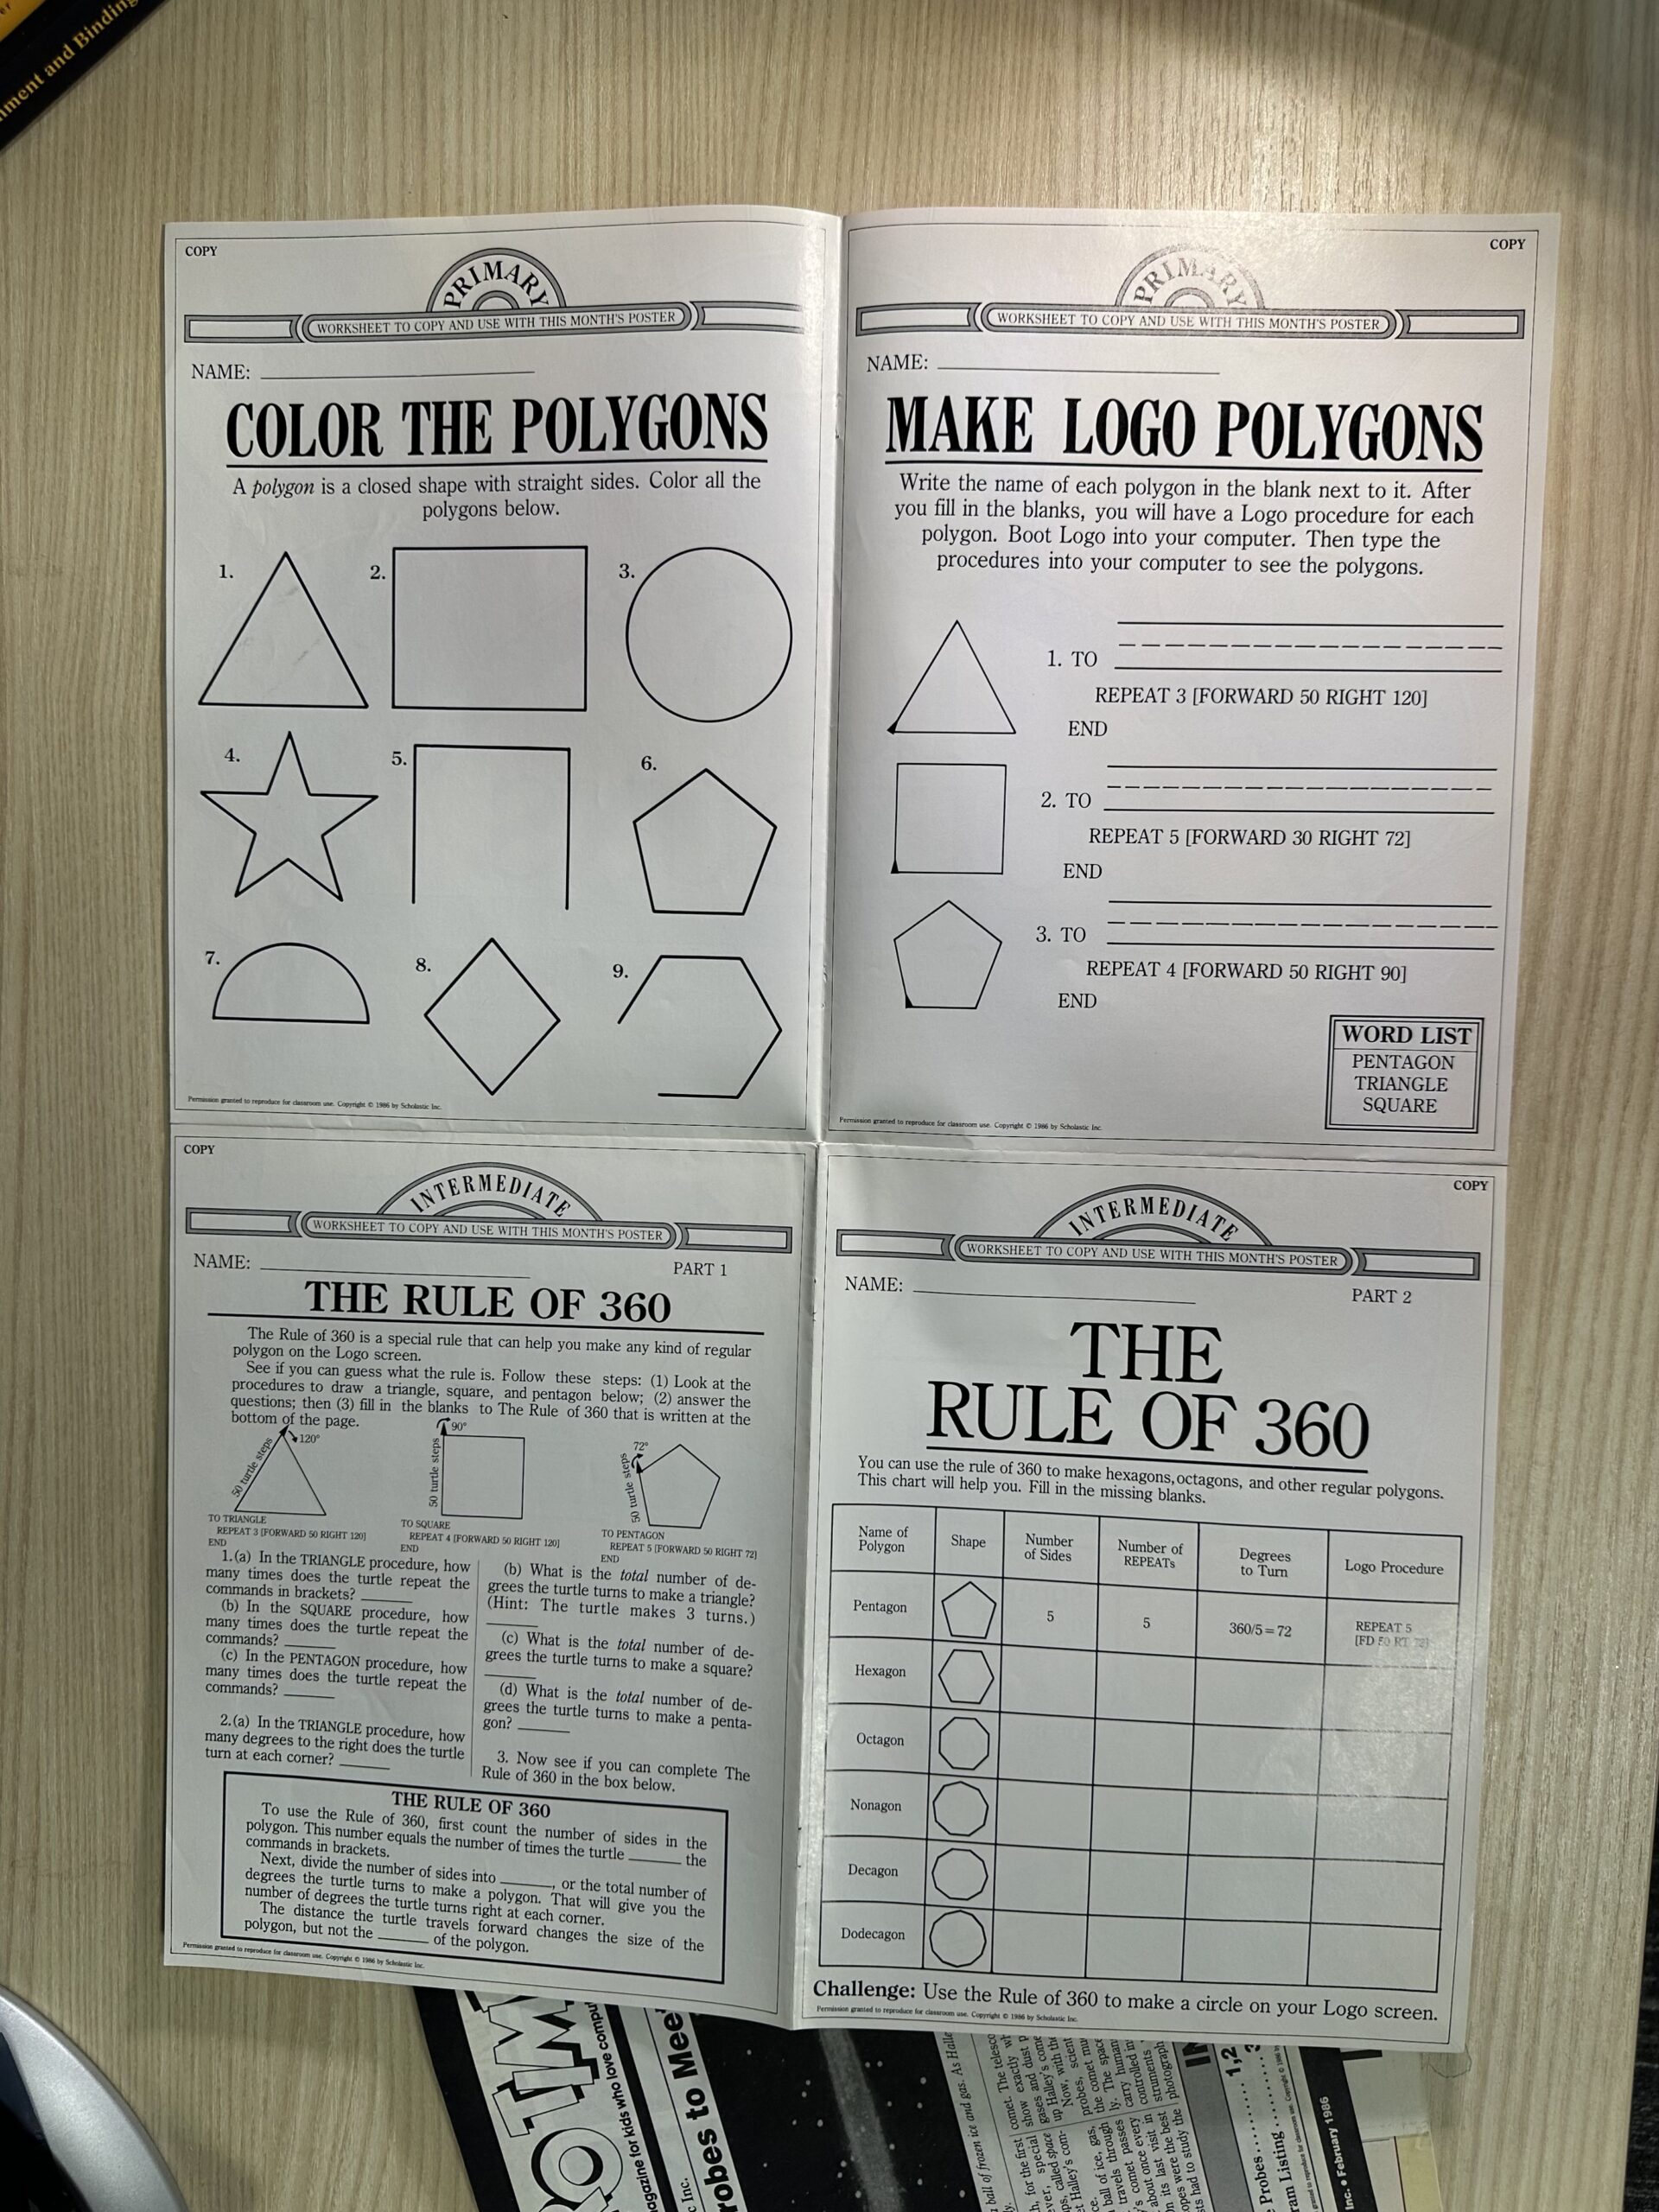 ment and Binding
COPY
PRIMARY
WORKSHEET TO COPY AND USE WITH THIS MONTH'S POSTER
NAME:
COLOR THE POLYGONS
A polygon is a closed shape with straight sides. Color all the
polygons below.
1.
2.
3.
4.
5.
6.
7.
8.
9.
Permission granted to reproduce for classroom use. Copyright © 1986 by Scholastic Inc.
COPY
PRIMARY
WORKSHEET TO COPY AND USE WITH THIS MONTH'S POSTER
NAME:
MAKE LOGO POLYGONS
Write the name of each polygon in the blank next to it. After
you fill in the blanks, you will have a Logo procedure for each
polygon. Boot Logo into your computer. Then type the
procedures into your computer to see the polygons.
1. TO
REPEAT 3 [FORWARD 50 RIGHT 120]
END
2. TO
REPEAT 5 [FORWARD 30 RIGHT 72]
END
3. TO
REPEAT 4 [FORWARD 50 RIGHT 90]
END
WORD LIST
PENTAGON
TRIANGLE
SQUARE
Permission granted to reproduce for classroom use. Copyright © 1986 by Scholastic Inc.
COPY
INTERMEDIATE
WORKSHEET TO COPY AND USE WITH THIS MONTH'S POSTER
NAME:
PART 1
THE RULE OF 360
The Rule of 360 is a special rule that can help you make any kind of regular
polygon on the Logo screen.
See if you can guess what the rule is. Follow these steps: (1) Look at the
procedures to draw a triangle, square, and pentagon below; (2) answer the
questions; then (3) fill in the blanks to The Rule of 360 that is written at the
bottom of the page.
50 turtle steps
120°
50 turtle steps
90°
50 turtle steps
72°
TO TRIANGLE
REPEAT 3 [FORWARD 50 RIGHT 120]
END
TO SQUARE
REPEAT 4 [FORWARD 50 RIGHT 120]
END
TO PENTAGON
REPEAT 5 [FORWARD 50 RIGHT 72]
END
1.(a) In the TRIANGLE procedure, how
many times does the turtle repeat the
commands in brackets?
(b) In the SQUARE procedure, how
many times does the turtle repeat the
commands?
(c) In the PENTAGON procedure, how
many times does the turtle repeat the
commands?
2.(a) In the TRIANGLE procedure, how
many degrees to the right does the turtle
turn at each corner?
(b) What is the total number of de-
grees the turtle turns to make a triangle?
(Hint: The turtle makes 3 turns.)
(c) What is the total number of de-
grees the turtle turns to make a square?
(d) What is the total number of de-
grees the turtle turns to make a penta-
gon?
3. Now see if you can complete The
Rule of 360 in the box below.
THE RULE OF 360
To use the Rule of 360, first count the number of sides in the
polygon. This number equals the number of times the turtle ______ the
commands in brackets.
Next, divide the number of sides into ______, or the total number of
degrees the turtle turns to make a polygon. That will give you the
number of degrees the turtle turns right at each corner.
The distance the turtle travels forward changes the size of the
polygon, but not the ______ of the polygon.
Permission granted to reproduce for classroom use. Copyright © 1986 by Scholastic Inc.
COPY
INTERMEDIATE
WORKSHEET TO COPY AND USE WITH THIS MONTH'S POSTER
NAME:
PART 2
THE
RULE OF 360
You can use the rule of 360 to make hexagons, octagons, and other regular polygons.
This chart will help you. Fill in the missing blanks.
Name of Polygon Shape Number of Sides Number of REPEATs Degrees to Turn Logo Procedure
Pentagon 5 5 360/5 = 72 REPEAT 5
[FD 50 RT 72]
Hexagon
Octagon
Nonagon
Decagon
Dodecagon
Challenge: Use the Rule of 360 to make a circle on your Logo screen.
Permission granted to reproduce for classroom use. Copyright © 1986 by Scholastic Inc.
agazine for kids who love compu
robes to Mee
ball of frozen ice and gas. As Halle
Probes
ram Listing
Inc. • February 1986